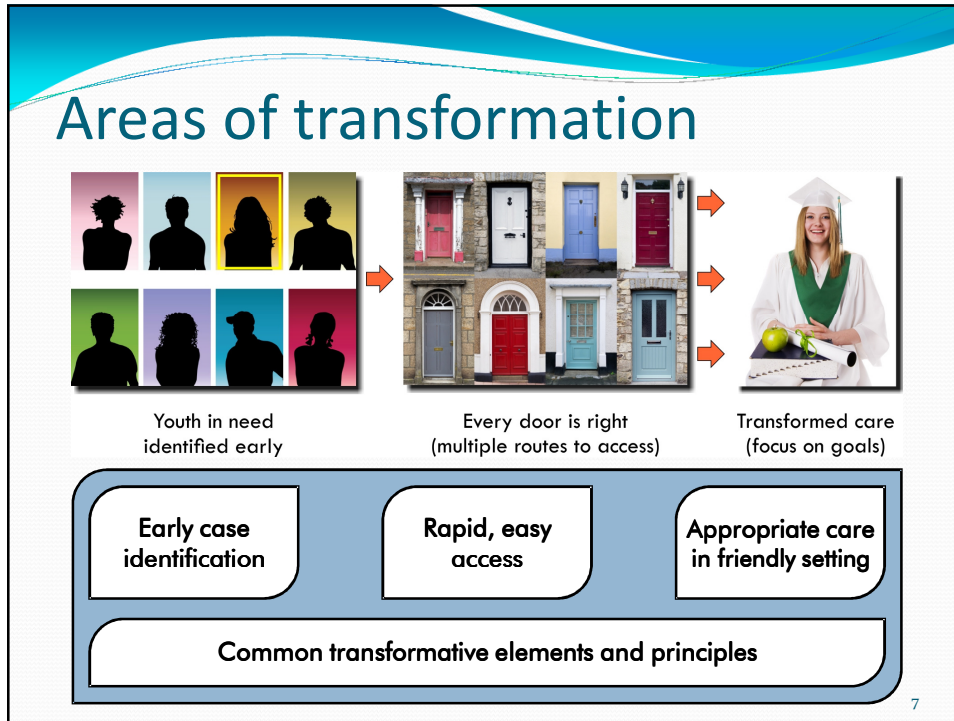 Areas of transformation
Youth in need
identified early
Every door is right
(multiple routes to access)
Transformed care
(focus on goals)
Early case
identification
Rapid, easy
access
Appropriate care
in friendly setting
Common transformative elements and principles
7